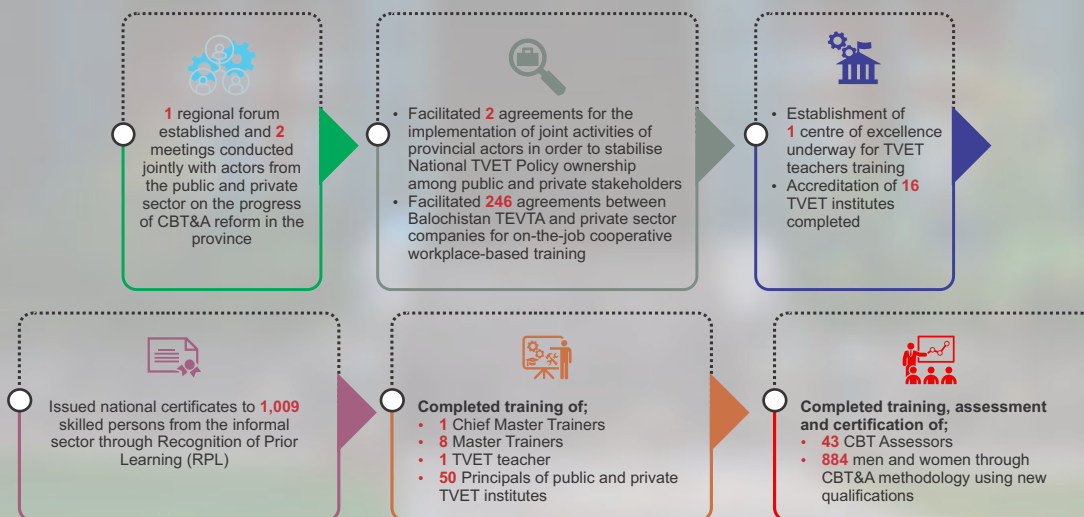 1 regional forum
established and 2
meetings conducted
jointly with actors from
the public and private
sector on the progress
of CBT&A reform in the
province
• Facilitated 2 agreements for the
implementation of joint activities of
provincial actors in order to stabilise
National TVET Policy ownership
among public and private stakeholders
• Facilitated 246 agreements between
Balochistan TEVTA and private sector
companies for on-the-job cooperative
workplace-based training
• Establishment of
1 centre of excellence
underway for TVET
teachers training
• Accreditation of 16
TVET institutes
completed
Issued national certificates to 1,009
skilled persons from the informal
sector through Recognition of Prior
Learning (RPL)
Completed training of;
• 1 Chief Master Trainers
• 8 Master Trainers
• 1 TVET teacher
• 50 Principals of public and private
TVET institutes
Completed training, assessment
and certification of;
• 43 CBT Assessors
• 884 men and women through
CBT&A methodology using new
qualifications